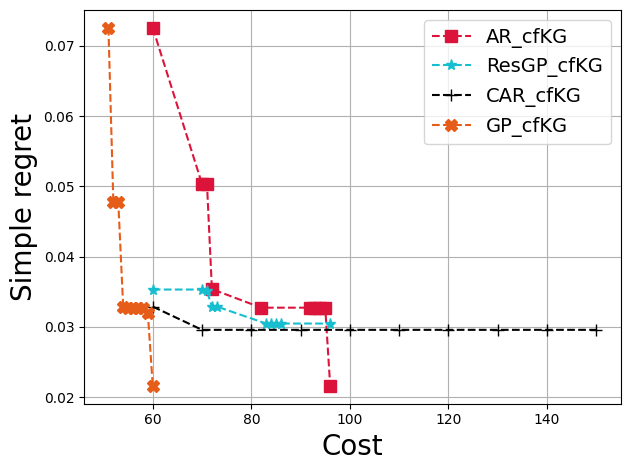 AR_cfKG
ResGP_cfKG
CAR_cfKG
GP_cfKG
Simple regret
0.07
0.06
0.05
0.04
0.03
0.02
60 80 100 120 140
Cost